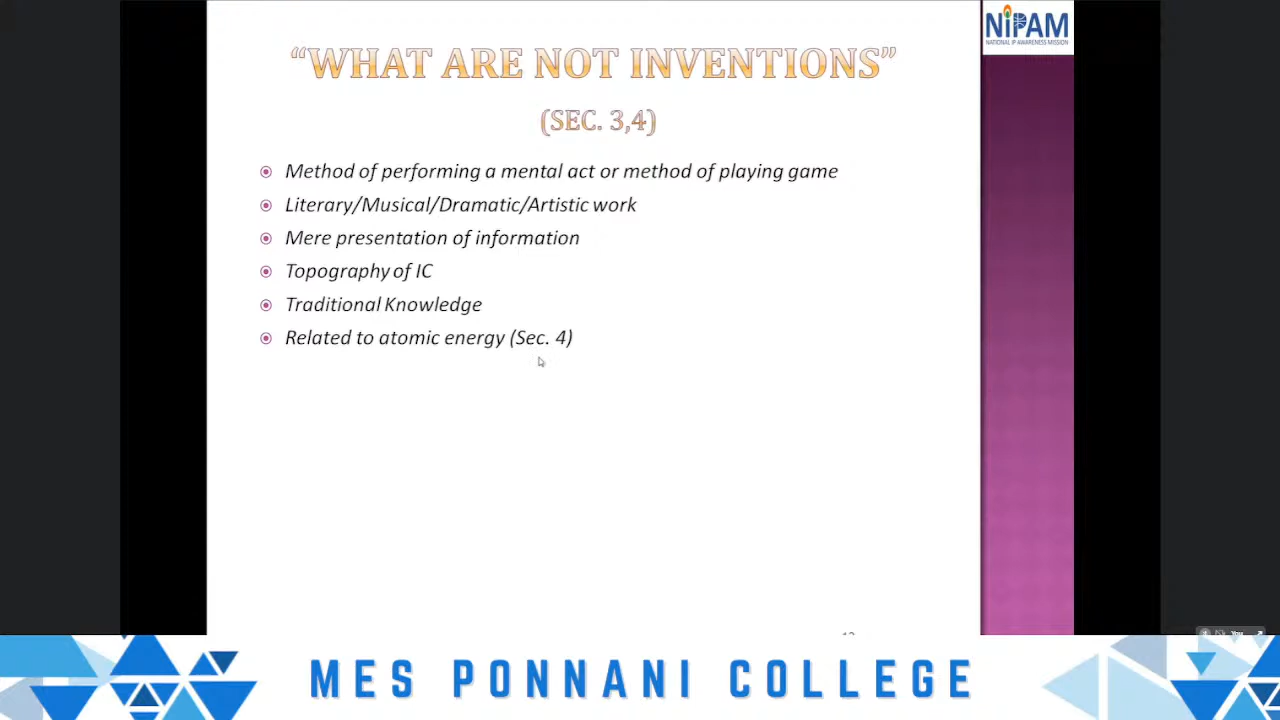 NiPAM
NATIONAL IP AWARENESS MISSION
“WHAT ARE NOT INVENTIONS”
(SEC. 3,4)
Method of performing a mental act or method of playing game
Literary/Musical/Dramatic/Artistic work
Mere presentation of information
Topography of IC
Traditional Knowledge
Related to atomic energy (Sec. 4)
MES PONNANI COLLEGE